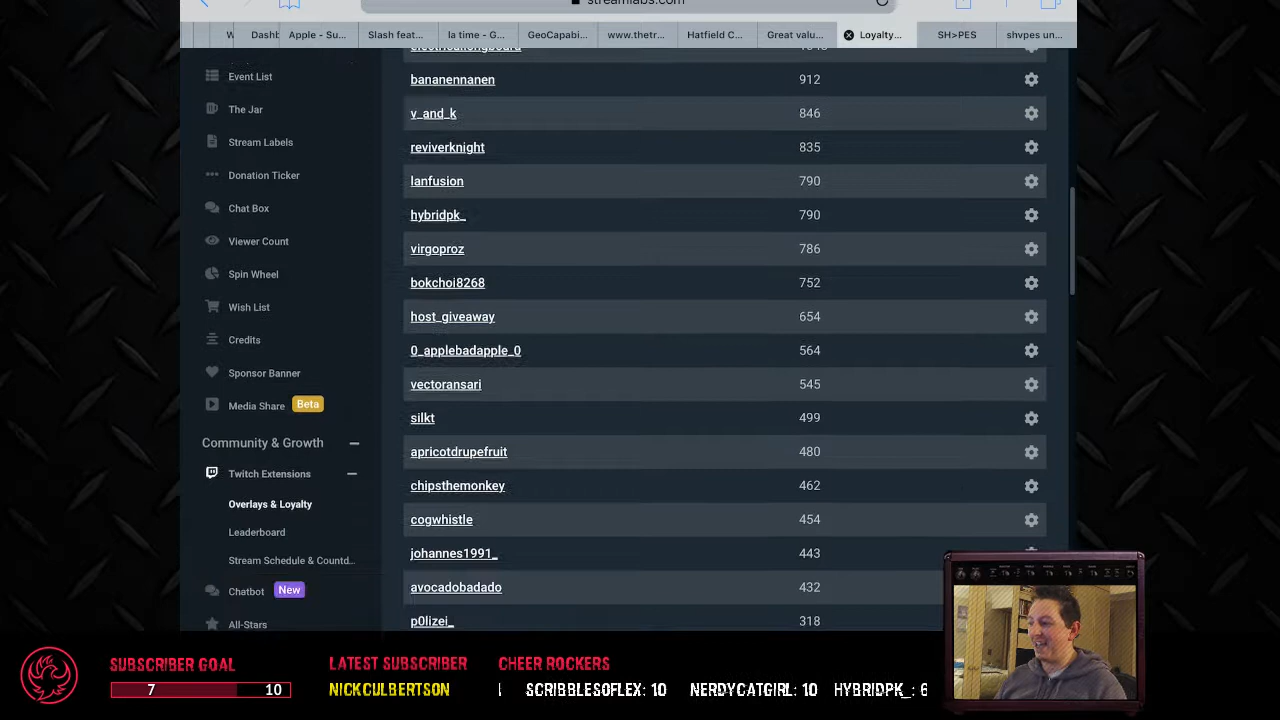 streamlabs.com
W
Dashb
Apple - Su...
Slash feat...
la time - G...
GeoCapabi...
www.thetr...
Hatfield C...
Great valu...
Loyalty...
SH>PES
shvpes un...
Event List
The Jar
Stream Labels
Donation Ticker
Chat Box
Viewer Count
Spin Wheel
Wish List
Credits
Sponsor Banner
Media Share Beta
Community & Growth
Twitch Extensions
Overlays & Loyalty
Leaderboard
Stream Schedule & Countd...
Chatbot New
All-Stars
bananennanen 912
v_and_k 846
reviverknight 835
lanfusion 790
hybridpk_ 790
virgoproz 786
bokchoi8268 752
host_giveaway 654
0_applebadapple_0 564
vectoransari 545
silkt 499
apricotdrupefruit 480
chipsthemonkey 462
cogwhistle 454
johannes1991_ 443
avocadobadado 432
p0lizei_ 318
SUBSCRIBER GOAL
7 10
LATEST SUBSCRIBER
NICKCULBERTSON
CHEER ROCKERS
SCRIBBLESOFLEX: 10 NERDYCATGIRL: 10 HYBRIDPK_: 6